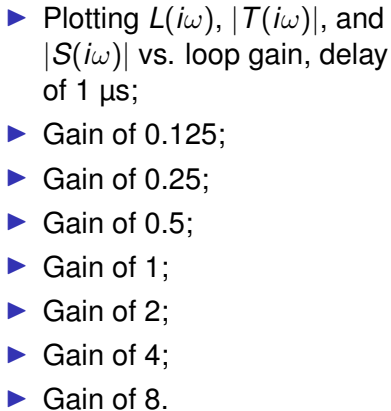 ▶ Plotting L(iω), |T(iω)|, and
|S(iω)| vs. loop gain, delay
of 1 µs;
▶ Gain of 0.125;
▶ Gain of 0.25;
▶ Gain of 0.5;
▶ Gain of 1;
▶ Gain of 2;
▶ Gain of 4;
▶ Gain of 8.